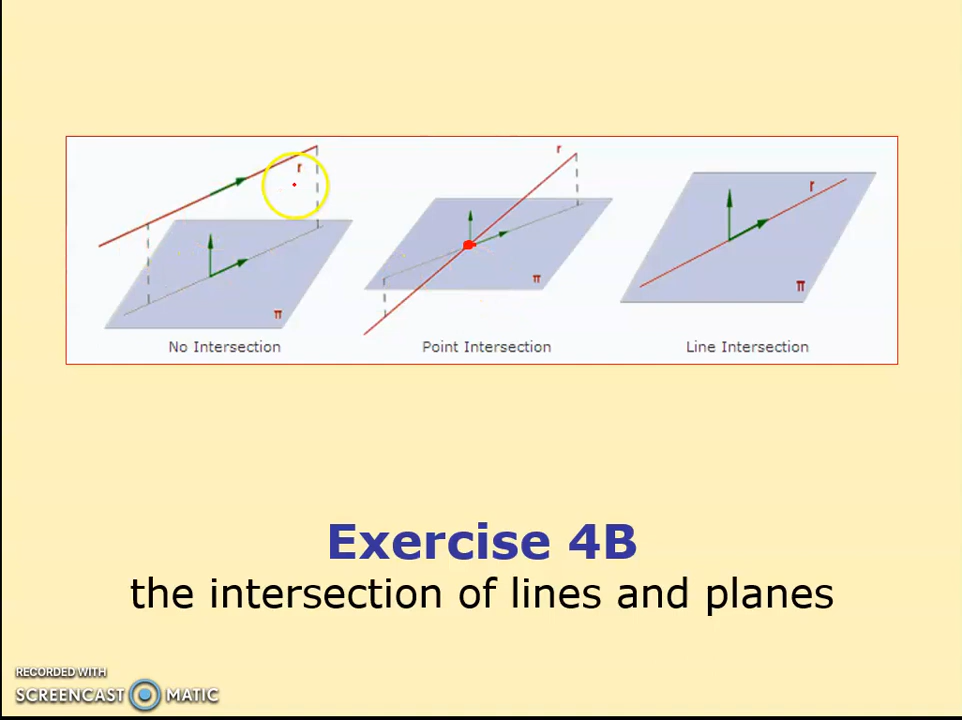 r
π
No Intersection
r
π
Point Intersection
r
π
Line Intersection
Exercise 4B
the intersection of lines and planes
RECORDED WITH
SCREENCAST MATIC